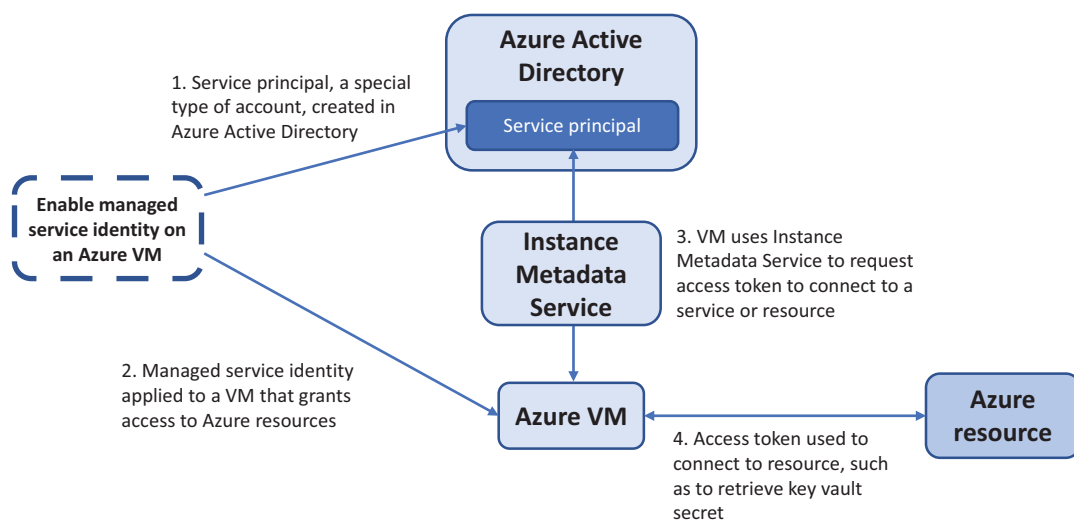 Azure Active
Directory
Service principal
1. Service principal, a special
type of account, created in
Azure Active Directory
Enable managed
service identity on
an Azure VM
Instance
Metadata
Service
3. VM uses Instance
Metadata Service to request
access token to connect to a
service or resource
2. Managed service identity
applied to a VM that grants
access to Azure resources
Azure VM
Azure
resource
4. Access token used to
connect to resource, such
as to retrieve key vault
secret